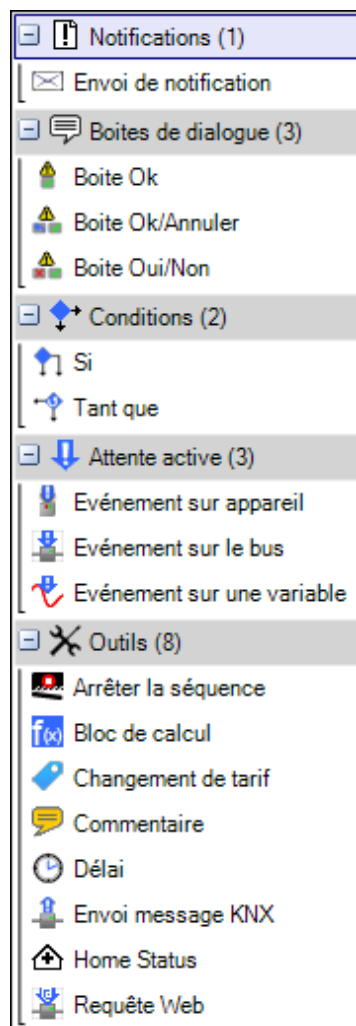 Notifications (1)
Envoi de notification
Boites de dialogue (3)
Boite Ok
Boite Ok/Annuler
Boite Oui/Non
Conditions (2)
Si
Tant que
Attente active (3)
Evénement sur appareil
Evénement sur le bus
Evénement sur une variable
Outils (8)
Arrêter la séquence
f(x) Bloc de calcul
Changement de tarif
Commentaire
Délai
Envoi message KNX
Home Status
Requête Web